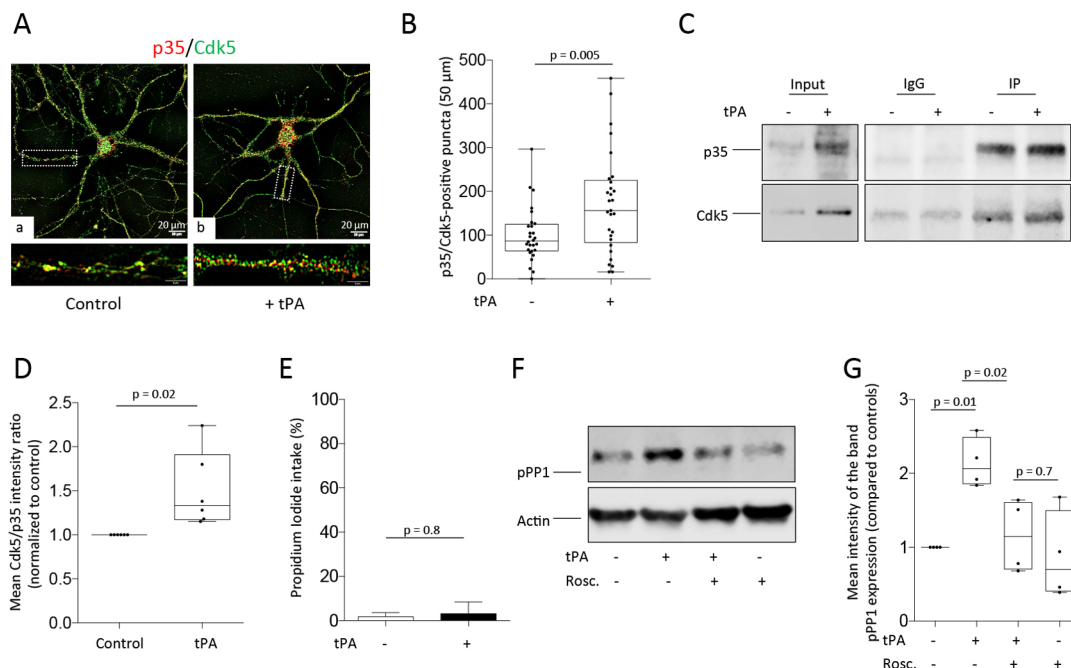 A
p35/Cdk5
a
20 µm
b
20 µm
Control
+ tPA
B
p35/Cdk5-positive puncta (50 µm)
500
400
300
200
100
0
p = 0.005
tPA - +
C
Input IgG IP
tPA - + - + - +
p35
Cdk5
D
Mean Cdk5/p35 intensity ratio
(normalized to control)
2.5
2.0
1.5
1.0
0.5
0.0
p = 0.02
Control tPA
E
Propidium Iodide intake (%)
100
80
60
40
20
0
p = 0.8
tPA - +
F
pPP1
Actin
tPA - + + -
Rosc. - - + +
G
Mean intensity of the band
pPP1 expression (compared to controls)
3
2
1
0
p = 0.02
p = 0.01
p = 0.7
tPA - + + -
Rosc. - - + +